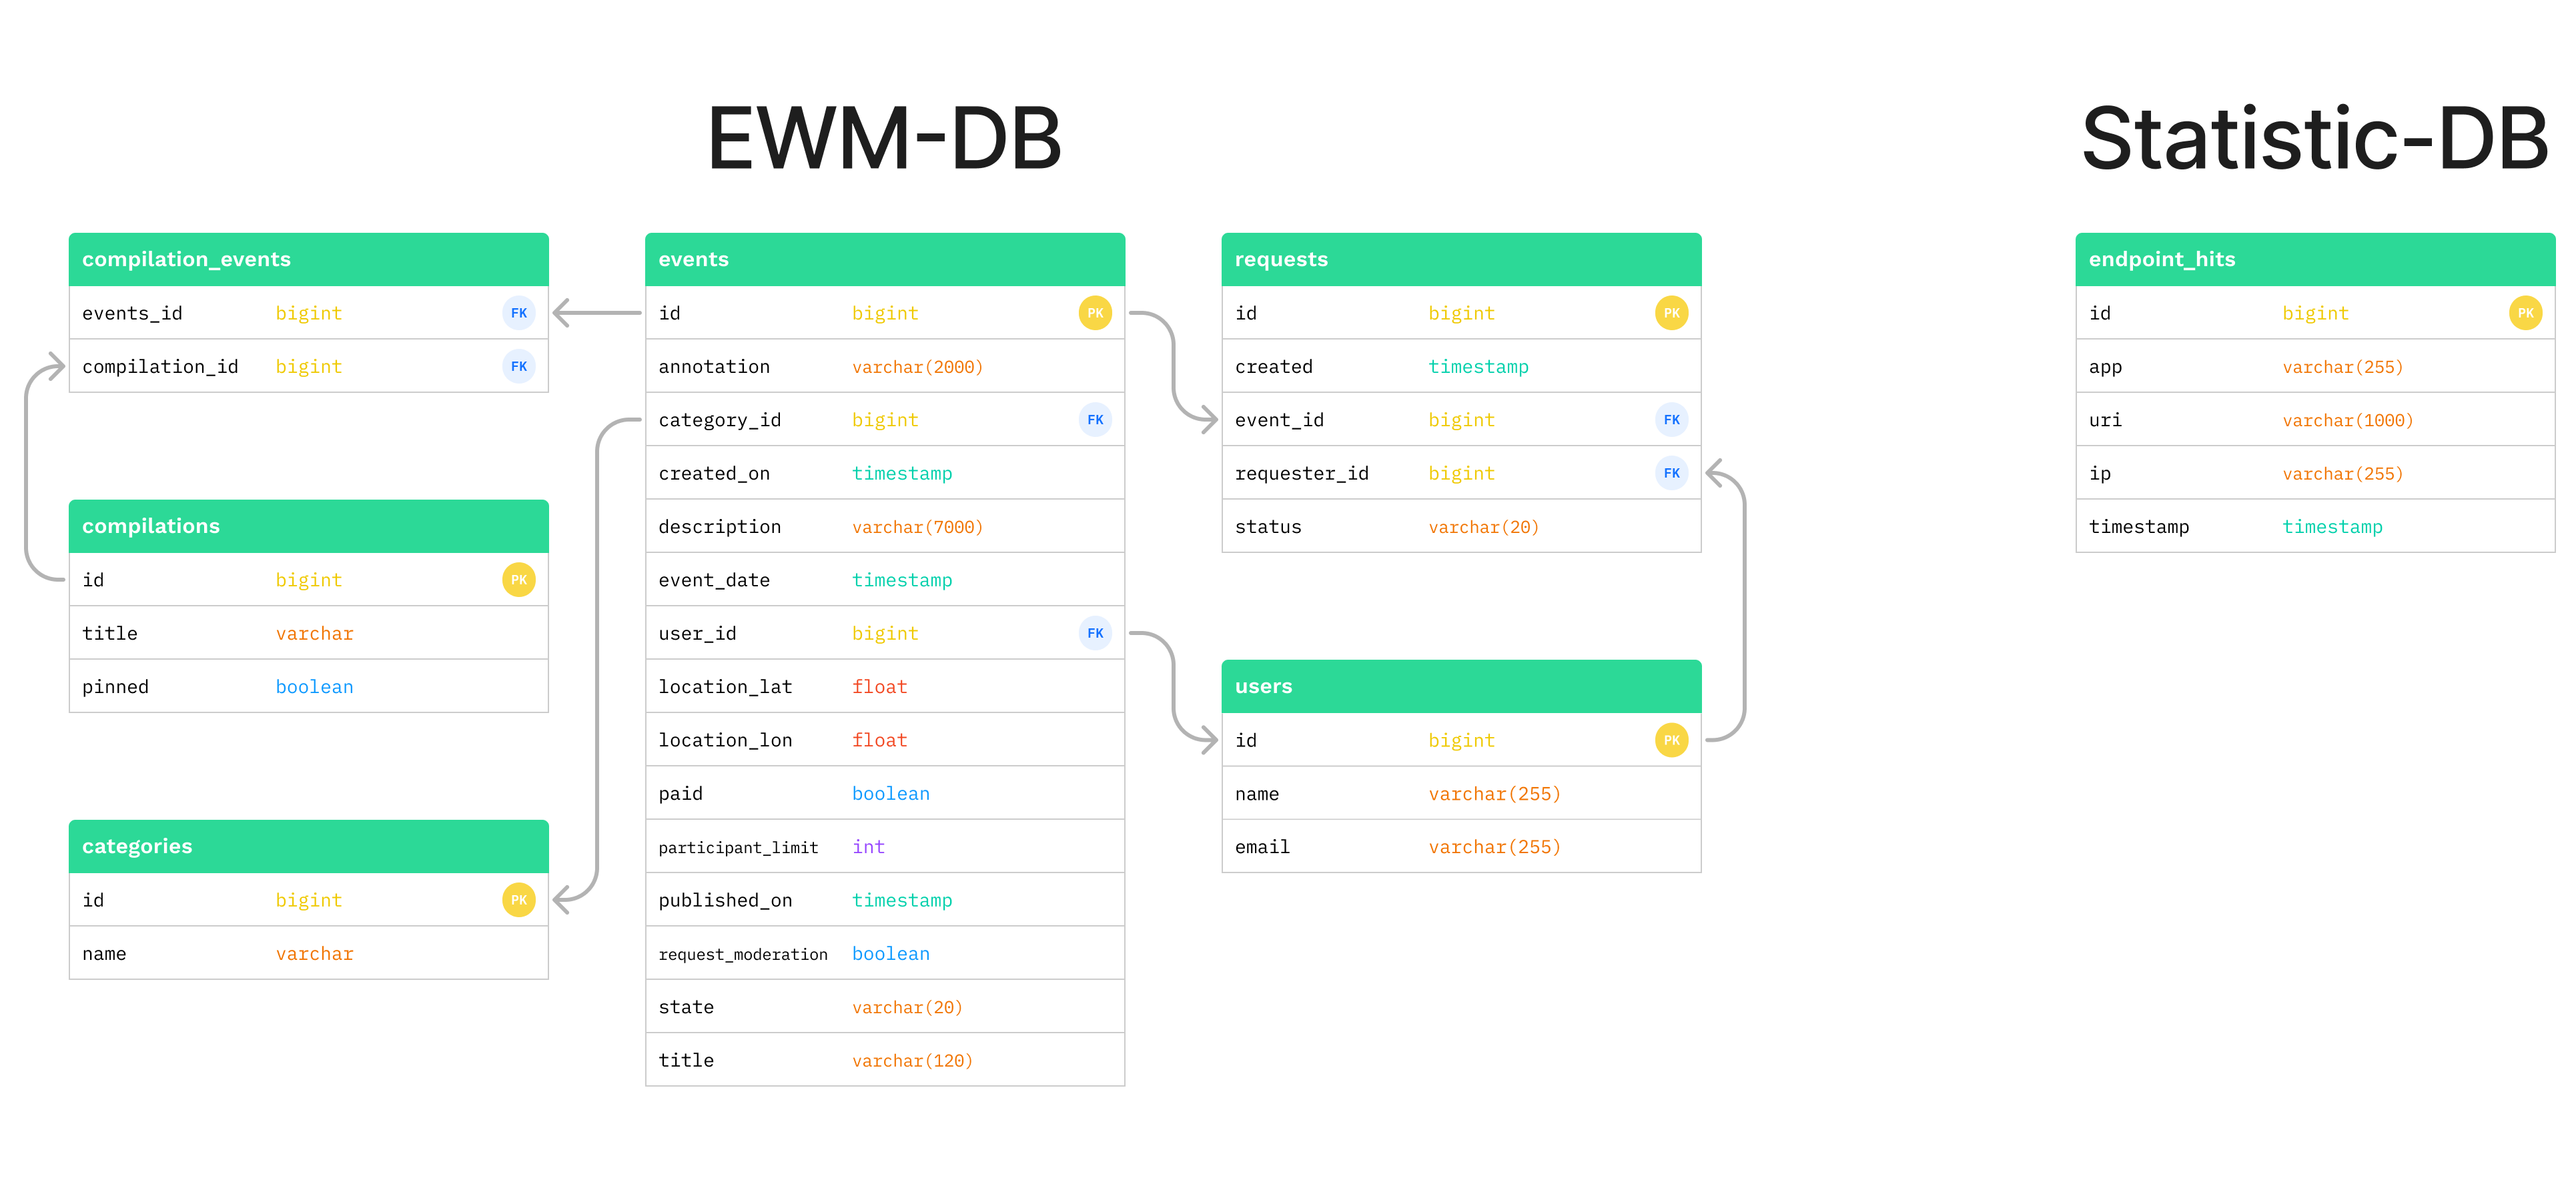 EWM-DB
Statistic-DB
compilation_events
events_id bigint FK
compilation_id bigint FK
compilations
id bigint PK
title varchar
pinned boolean
categories
id bigint PK
name varchar
events
id bigint PK
annotation varchar(2000)
category_id bigint FK
created_on timestamp
description varchar(7000)
event_date timestamp
user_id bigint FK
location_lat float
location_lon float
paid boolean
participant_limit int
published_on timestamp
request_moderation boolean
state varchar(20)
title varchar(120)
requests
id bigint PK
created timestamp
event_id bigint FK
requester_id bigint FK
status varchar(20)
users
id bigint PK
name varchar(255)
email varchar(255)
endpoint_hits
id bigint PK
app varchar(255)
uri varchar(1000)
ip varchar(255)
timestamp timestamp